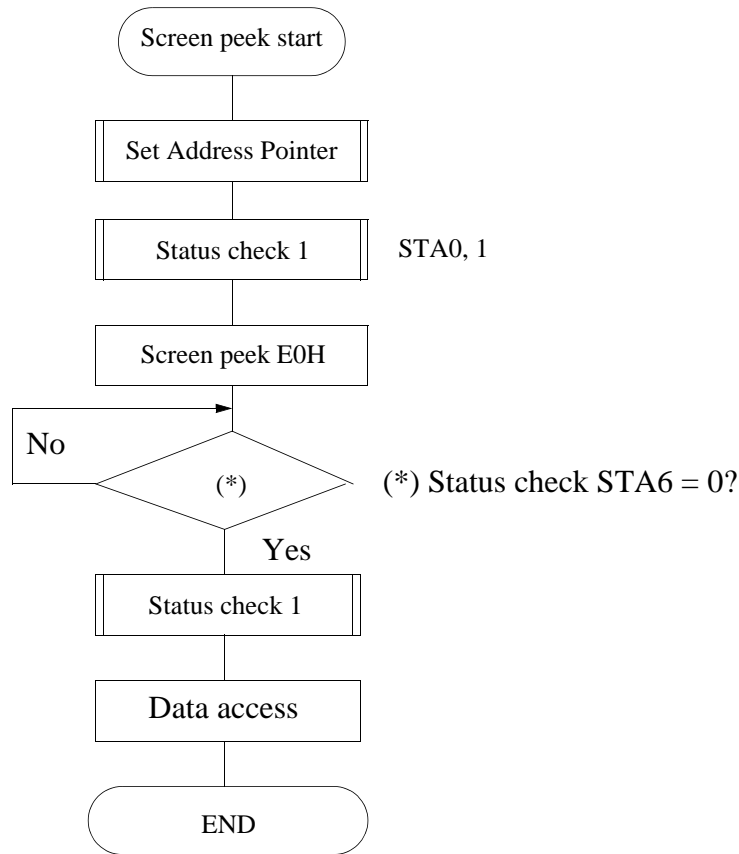 Screen peek start
Set Address Pointer
Status check 1
STA0, 1
Screen peek E0H
No
(*)
(*) Status check STA6 = 0?
Yes
Status check 1
Data access
END